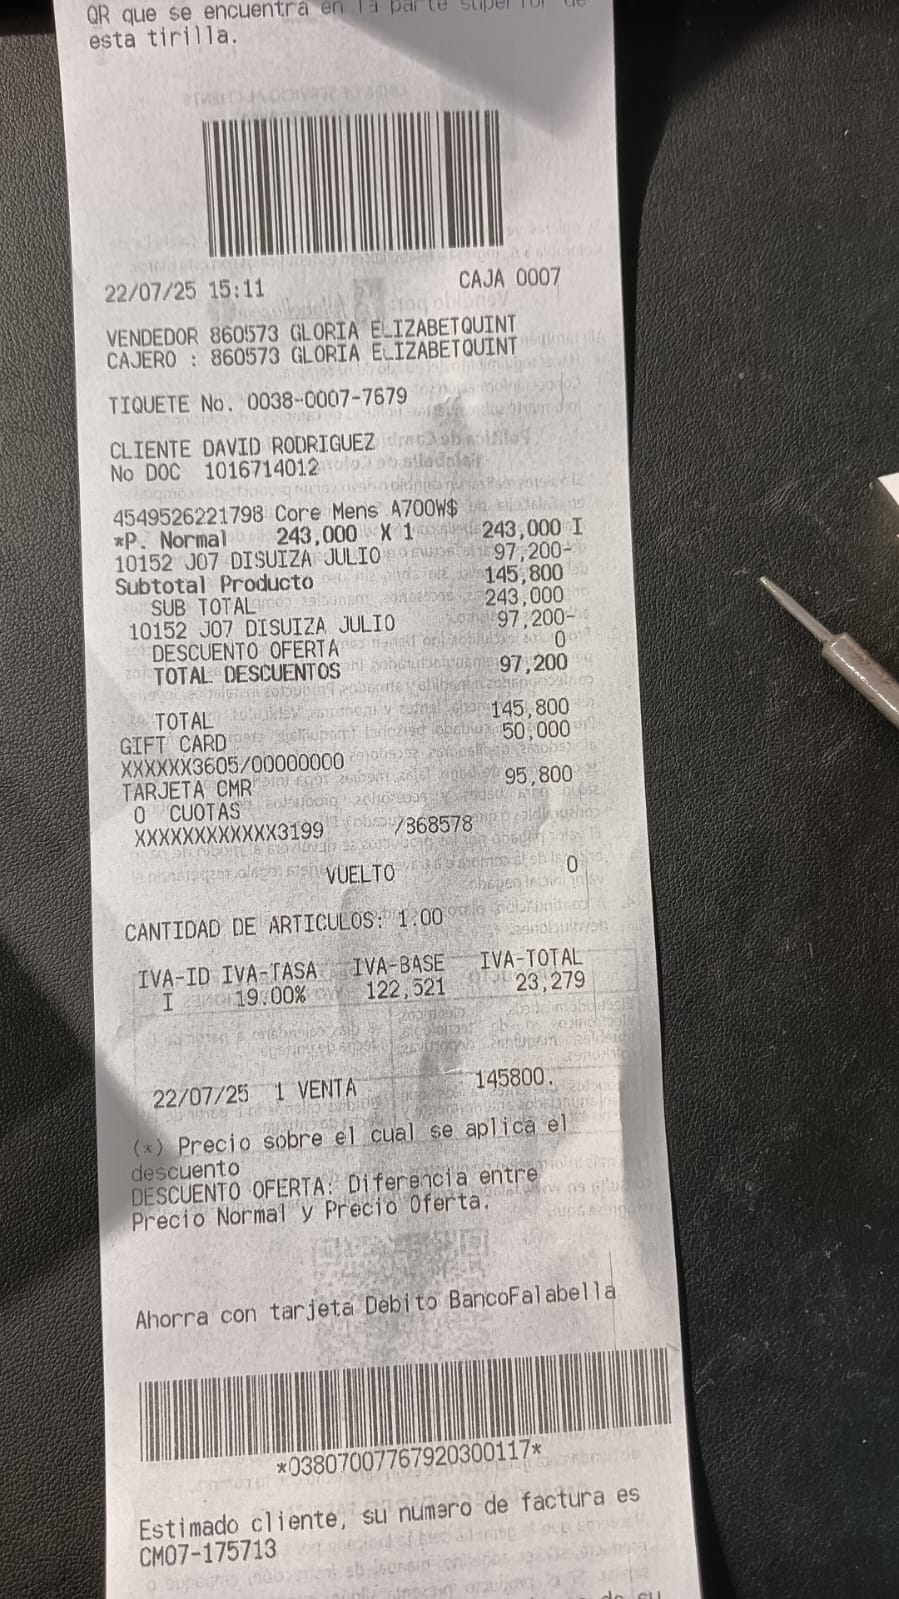 QR que se encuentra en la parte superior de
esta tirilla.
22/07/25 15:11 CAJA 0007
VENDEDOR 860573 GLORIA ELIZABETQUINT
CAJERO : 860573 GLORIA ELIZABETQUINT
TIQUETE No. 0038-0007-7679
CLIENTE DAVID RODRIGUEZ
No DOC 1016714012
4549526221798 Core Mens A700W$
*P. Normal 243,000 X 1 243,000 I
10152 J07 DISUIZA JULIO 97,200-
Subtotal Producto 145,800
SUB TOTAL 243,000
10152 J07 DISUIZA JULIO 97,200-
DESCUENTO OFERTA 0
TOTAL DESCUENTOS 97,200
TOTAL 145,800
GIFT CARD 50,000
XXXXXX3605/00000000
TARJETA CMR 95,800
0 CUOTAS
XXXXXXXXXXXX3199 /368578
VUELTO 0
CANTIDAD DE ARTICULOS: 1.00
IVA-ID IVA-TASA IVA-BASE IVA-TOTAL
I 19.00% 122,521 23,279
22/07/25 1 VENTA 145800.
(*) Precio sobre el cual se aplica el
descuento
DESCUENTO OFERTA: Diferencia entre
Precio Normal y Precio Oferta.
Ahorra con tarjeta Debito BancoFalabella
*03807007767920300117*
Estimado cliente, su numero de factura es
CM07-175713